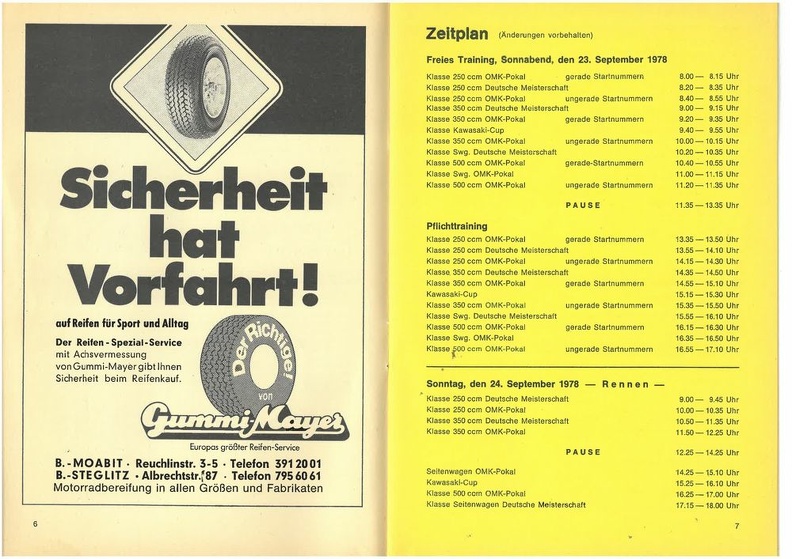 Sicherheit
hat
Vorfahrt!
auf Reifen für Sport und Alltag
Der Reifen-Spezial-Service
mit Achsvermessung
von Gummi-Mayer gibt Ihnen
Sicherheit beim Reifenkauf.
Der Richtige!
von
Gummi-Mayer
Europas größter Reifen-Service
B.-MOABIT · Reuchlinstr. 3-5 · Telefon 391 20 01
B.-STEGLITZ · Albrechtstr. 87 · Telefon 795 60 61
Motorradbereifung in allen Größen und Fabrikaten
6
Zeitplan (Änderungen vorbehalten)
Freies Training, Sonnabend, den 23. September 1978
Klasse 250 ccm OMK-Pokal gerade Startnummern 8.00 — 8.15 Uhr
Klasse 250 ccm Deutsche Meisterschaft 8.20 — 8.35 Uhr
Klasse 250 ccm OMK-Pokal ungerade Startnummern 8.40 — 8.55 Uhr
Klasse 350 ccm Deutsche Meisterschaft 9.00 — 9.15 Uhr
Klasse 350 ccm OMK-Pokal gerade Startnummern 9.20 — 9.35 Uhr
Klasse Kawasaki-Cup 9.40 — 9.55 Uhr
Klasse 350 ccm OMK-Pokal ungerade Startnummern 10.00 — 10.15 Uhr
Klasse Swg. Deutsche Meisterschaft 10.20 — 10.35 Uhr
Klasse 500 ccm OMK-Pokal gerade-Startnummern 10.40 — 10.55 Uhr
Klasse Swg. OMK-Pokal 11.00 — 11.15 Uhr
Klasse 500 ccm OMK-Pokal ungerade Startnummern 11.20 — 11.35 Uhr
PAUSE 11.35 — 13.35 Uhr
Pflichttraining
Klasse 250 ccm OMK-Pokal gerade Startnummern 13.35 — 13.50 Uhr
Klasse 250 ccm Deutsche Meisterschaft 13.55 — 14.10 Uhr
Klasse 250 ccm OMK-Pokal ungerade Startnummern 14.15 — 14.30 Uhr
Klasse 350 ccm Deutsche Meisterschaft 14.35 — 14.50 Uhr
Klasse 350 ccm OMK-Pokal gerade Startnummern 14.55 — 15.10 Uhr
Kawasaki-Cup 15.15 — 15.30 Uhr
Klasse 350 ccm OMK-Pokal ungerade Startnummern 15.35 — 15.50 Uhr
Klasse Swg. Deutsche Meisterschaft 15.55 — 16.10 Uhr
Klasse 500 ccm OMK-Pokal gerade Startnummern 16.15 — 16.30 Uhr
Klasse Swg. OMK-Pokal 16.35 — 16.50 Uhr
Klasse 500 ccm OMK-Pokal ungerade Startnummern 16.55 — 17.10 Uhr
Sonntag, den 24. September 1978 — Rennen —
Klasse 250 ccm Deutsche Meisterschaft 9.00 — 9.45 Uhr
Klasse 250 ccm OMK-Pokal 10.00 — 10.35 Uhr
Klasse 350 ccm Deutsche Meisterschaft 10.50 — 11.35 Uhr
Klasse 350 ccm OMK-Pokal 11.50 — 12.25 Uhr
PAUSE 12.25 — 14.25 Uhr
Seitenwagen OMK-Pokal 14.25 — 15.10 Uhr
Kawasaki-Cup 15.25 — 16.10 Uhr
Klasse 500 ccm OMK-Pokal 16.25 — 17.00 Uhr
Klasse Seitenwagen Deutsche Meisterschaft 17.15 — 18.00 Uhr
7